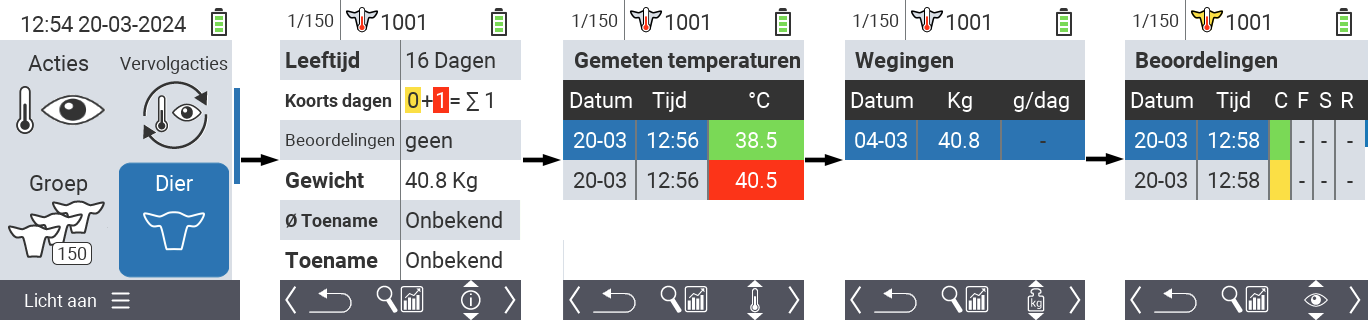 12:54 20-03-2024
Acties
Vervolgacties
Groep
Dier
150
Licht aan
1/150 1001
Leeftijd 16 Dagen
Koorts dagen 0+1= ∑ 1
Beoordelingen geen
Gewicht 40.8 Kg
Ø Toename Onbekend
Toename Onbekend
1/150 1001
Gemeten temperaturen
Datum Tijd °C
20-03 12:56 38.5
20-03 12:56 40.5
1/150 1001
Wegingen
Datum Kg g/dag
04-03 40.8 -
kg
1/150 1001
Beoordelingen
Datum Tijd C F S R
20-03 12:58 - - -
20-03 12:58 - - -